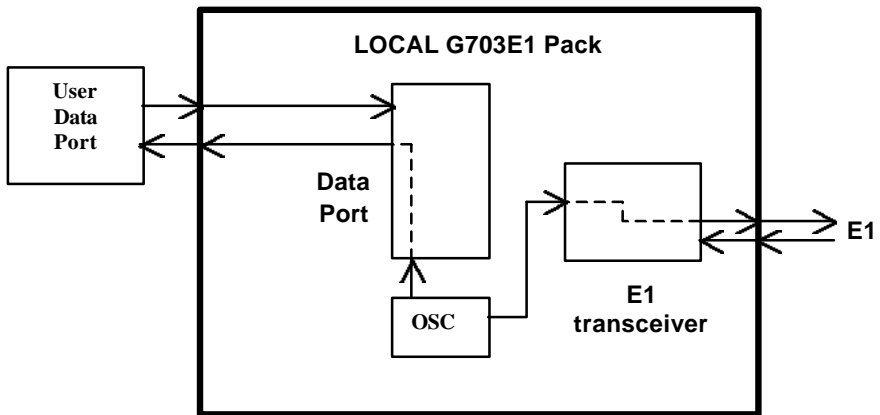 LOCAL G703E1 Pack
User
Data
Port
Data
Port
E1
E1
transceiver
OSC